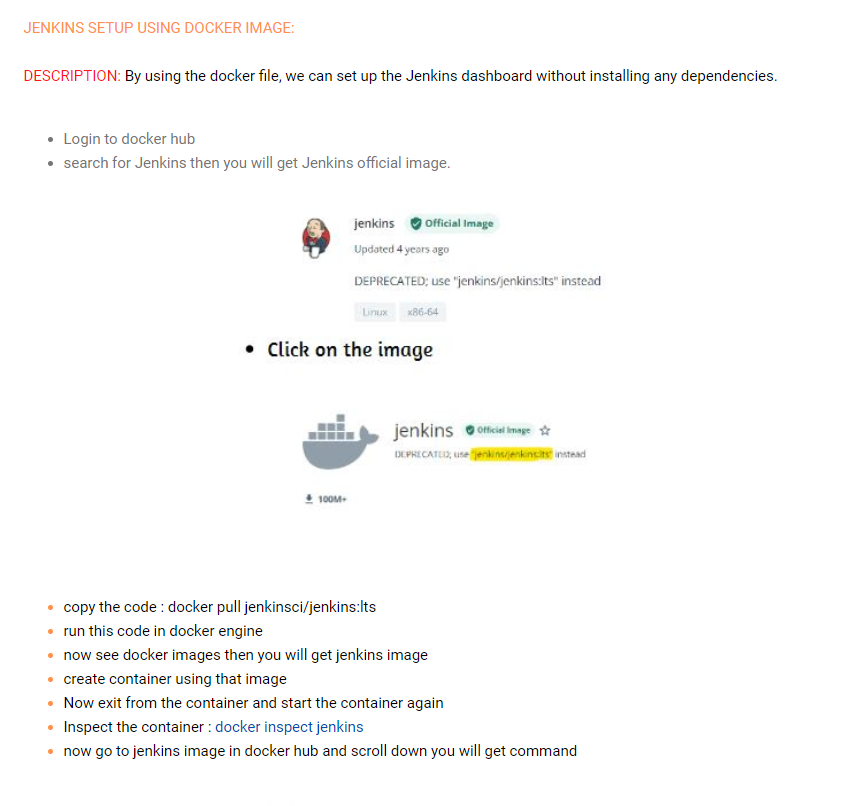 JENKINS SETUP USING DOCKER IMAGE:
DESCRIPTION: By using the docker file, we can set up the Jenkins dashboard without installing any dependencies.
• Login to docker hub
• search for Jenkins then you will get Jenkins official image.
jenkins Official Image
Updated 4 years ago
DEPRECATED; use "jenkins/jenkins:lts" instead
Linux x86-64
• Click on the image
jenkins Official Image
DEPRECATED; use "jenkins/jenkins:lts" instead
100M+
• copy the code : docker pull jenkinsci/jenkins:lts
• run this code in docker engine
• now see docker images then you will get jenkins image
• create container using that image
• Now exit from the container and start the container again
• Inspect the container : docker inspect jenkins
• now go to jenkins image in docker hub and scroll down you will get command